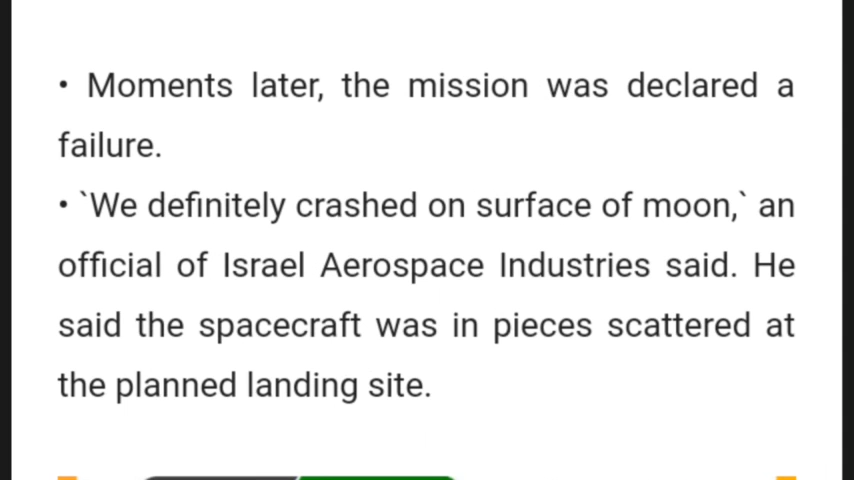 • Moments later, the mission was declared a
failure.
• `We definitely crashed on surface of moon,` an
official of Israel Aerospace Industries said. He
said the spacecraft was in pieces scattered at
the planned landing site.